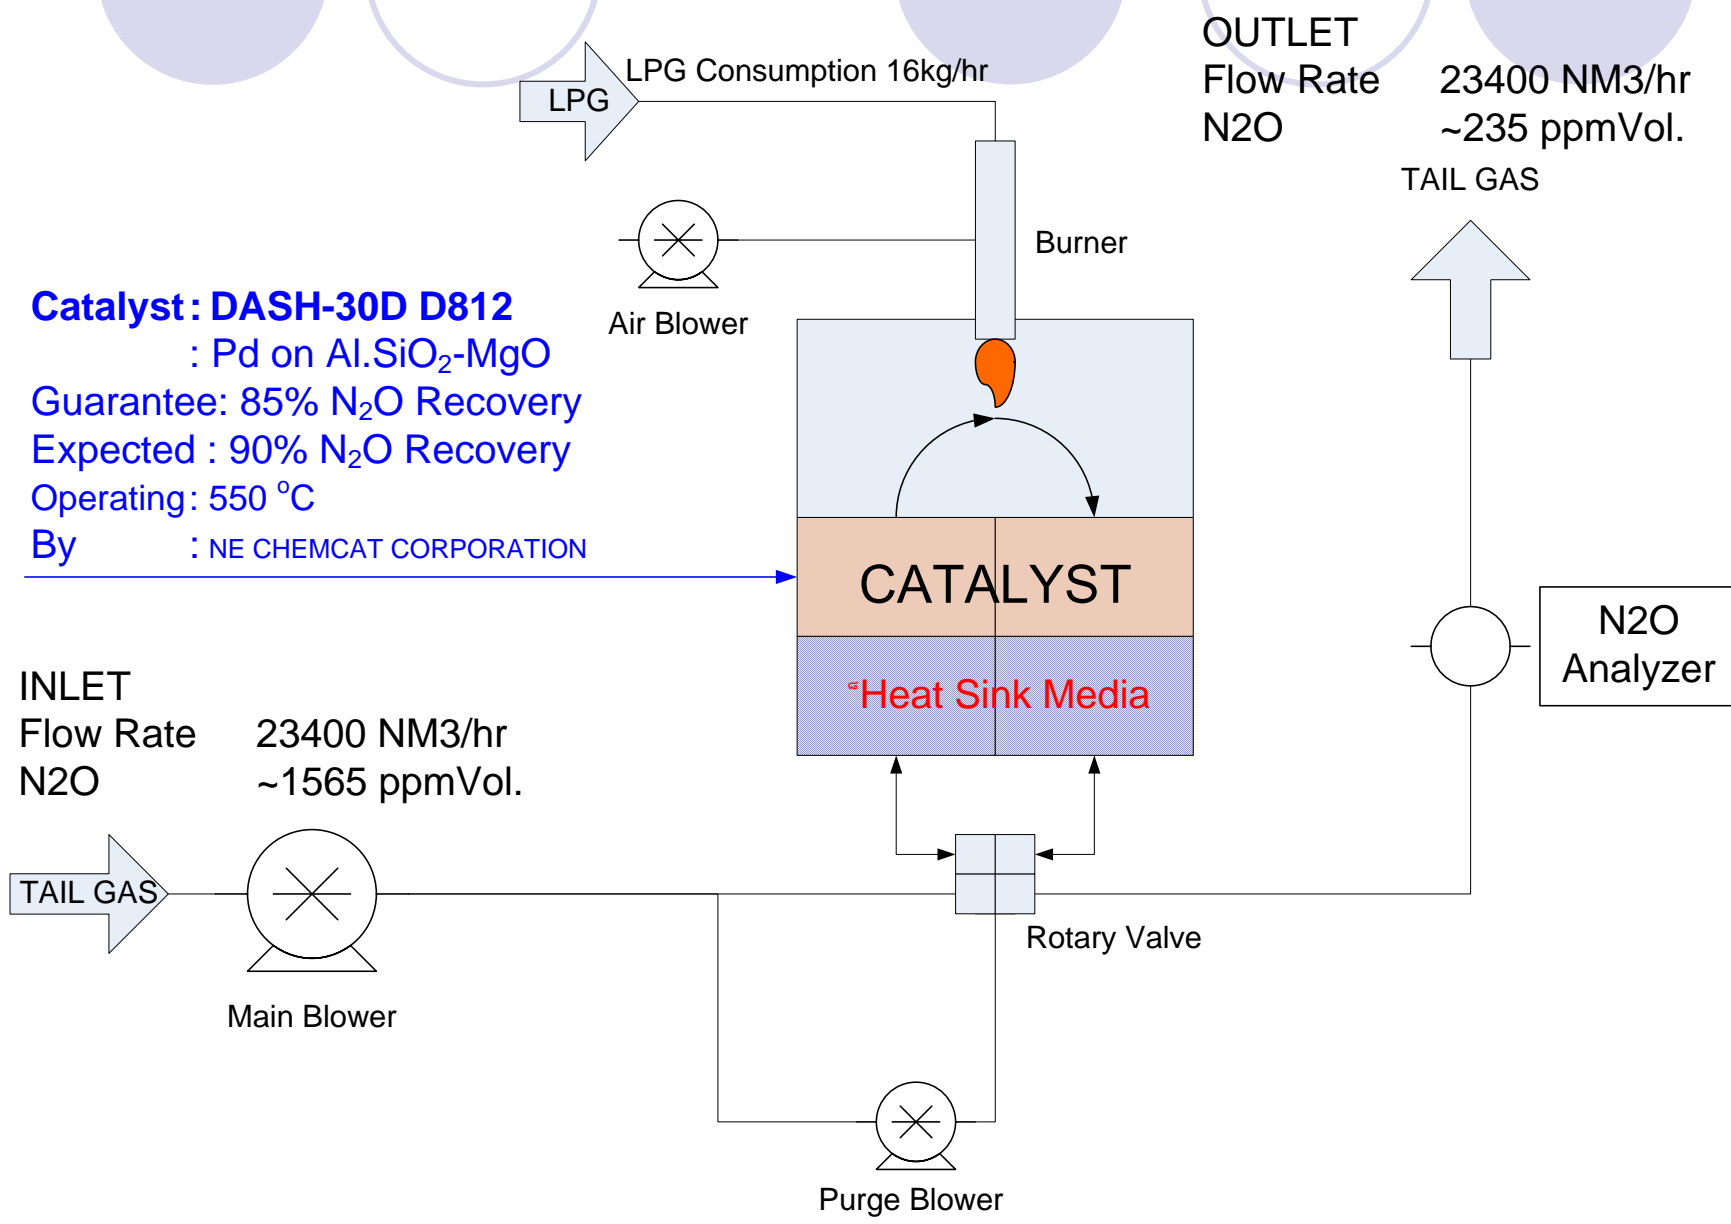 OUTLET
LPG Consumption 16kg/hr
Flow Rate 23400 NM3/hr
LPG
N2O ~235 ppmVol.
TAIL GAS
Burner
Air Blower
Catalyst : DASH-30D D812
: Pd on Al.SiO₂-MgO
Guarantee: 85% N₂O Recovery
Expected : 90% N₂O Recovery
Operating : 550 °C
By : NE CHEMCAT CORPORATION
CATALYST
N2O
Analyzer
Heat Sink Media
INLET
Flow Rate 23400 NM3/hr
N2O ~1565 ppmVol.
TAIL GAS
Rotary Valve
Main Blower
Purge Blower